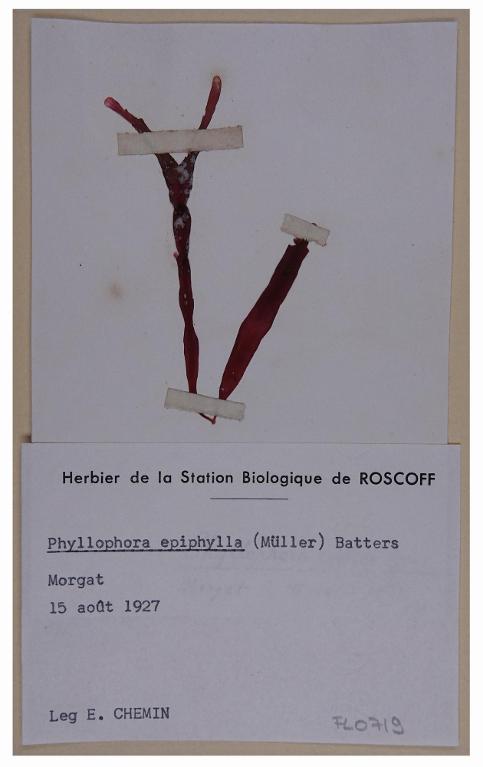 Herbier de la Station Biologique de ROSCOFF
Phyllophora epiphylla (Müller) Batters
Morgat
15 août 1927
Leg E. CHEMIN
FL0719